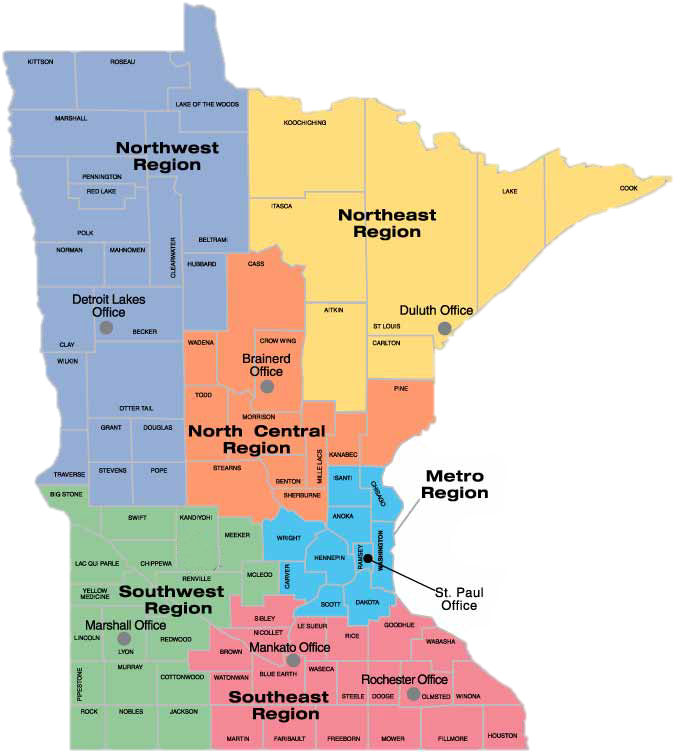 KITTSON
ROSEAU
LAKE OF THE WOODS
MARSHALL
KOOCHICHING
Northwest
Region
PENNINGTON
RED LAKE
LAKE
COOK
ITASCA
Northeast
Region
POLK
BELTRAMI
NORMAN
MAHNOMEN
CLEARWATER
HUBBARD
CASS
Detroit Lakes
Office
BECKER
CLAY
AITKIN
Duluth Office
ST LOUIS
CARLTON
WILKIN
WADENA
CROW WING
Brainerd
Office
TODD
PINE
OTTER TAIL
MORRISON
GRANT
DOUGLAS
North Central
Region
KANABEC
MILLE LACS
TRAVERSE
STEVENS
POPE
STEARNS
BENTON
ISANTI
CHISAGO
Metro
Region
BIG STONE
SHERBURNE
SWIFT
KANDIYOHI
ANOKA
MEEKER
WRIGHT
HENNEPIN
RAMSEY
WASHINGTON
LAC QUI PARLE
CHIPPEWA
MCLEOD
CARVER
RENVILLE
YELLOW
MEDICINE
Southwest
Region
St. Paul
Office
SCOTT
DAKOTA
SIBLEY
Marshall Office
LINCOLN
LYON
REDWOOD
NICOLLET
LE SUEUR
RICE
GOODHUE
WABASHA
BROWN
Mankato Office
PIPESTONE
MURRAY
COTTONWOOD
WATONWAN
BLUE EARTH
WASECA
Rochester Office
STEELE
DODGE
OLMSTED
WINONA
Southeast
Region
ROCK
NOBLES
JACKSON
MARTIN
FARIBAULT
FREEBORN
MOWER
FILLMORE
HOUSTON